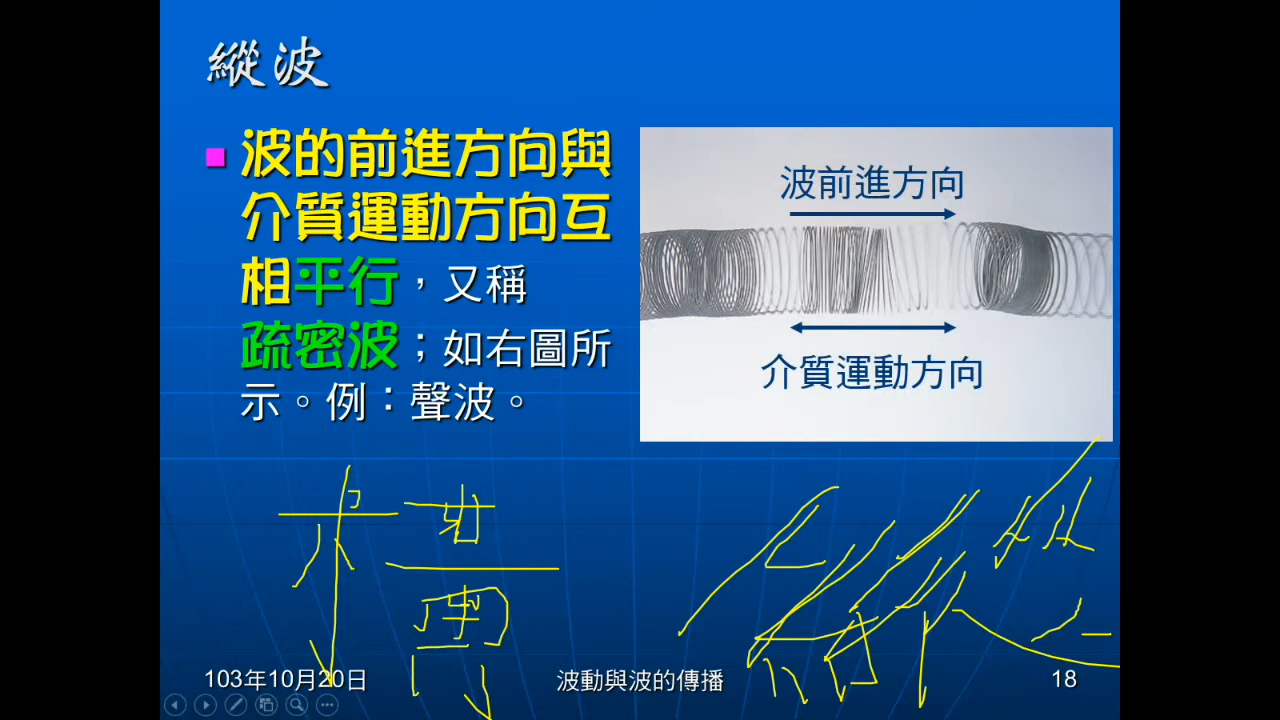 縱波
波的前進方向與
介質運動方向互
相平行，又稱
疏密波；如右圖所
示。例：聲波。
波前進方向
介質運動方向
103年10月20日
波動與波的傳播
18